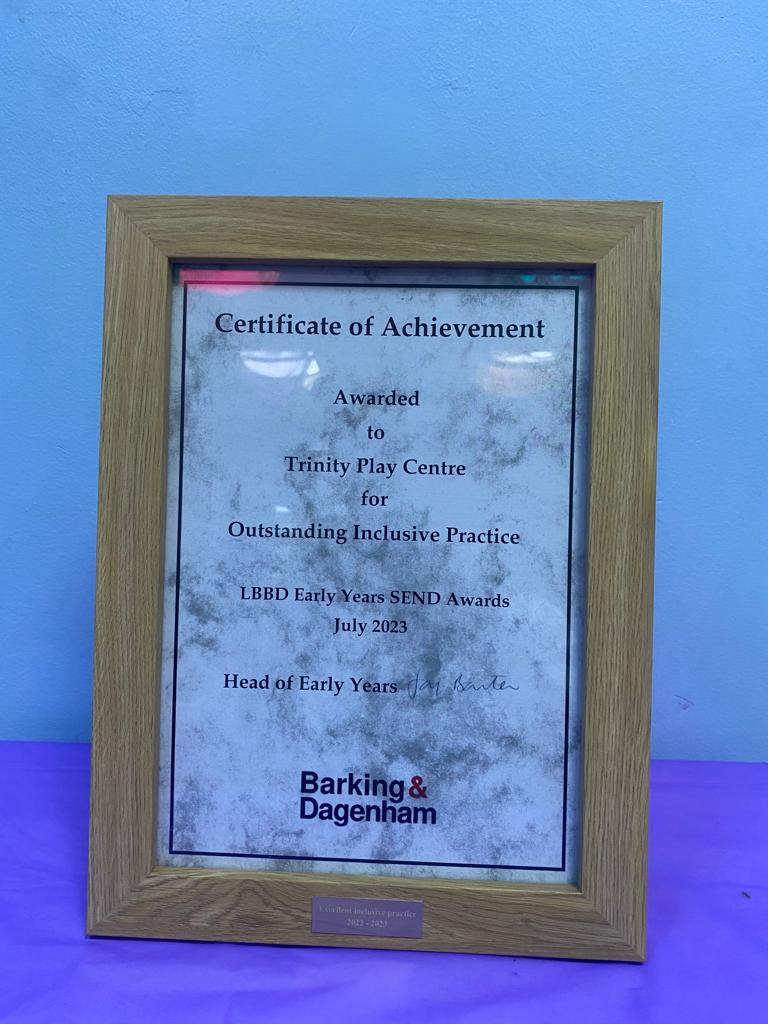 Certificate of Achievement
Awarded
to
Trinity Play Centre
for
Outstanding Inclusive Practice
LBBD Early Years SEND Awards
July 2023
Head of Early Years
Barking &
Dagenham
Excellent inclusive practice
2022 - 2023